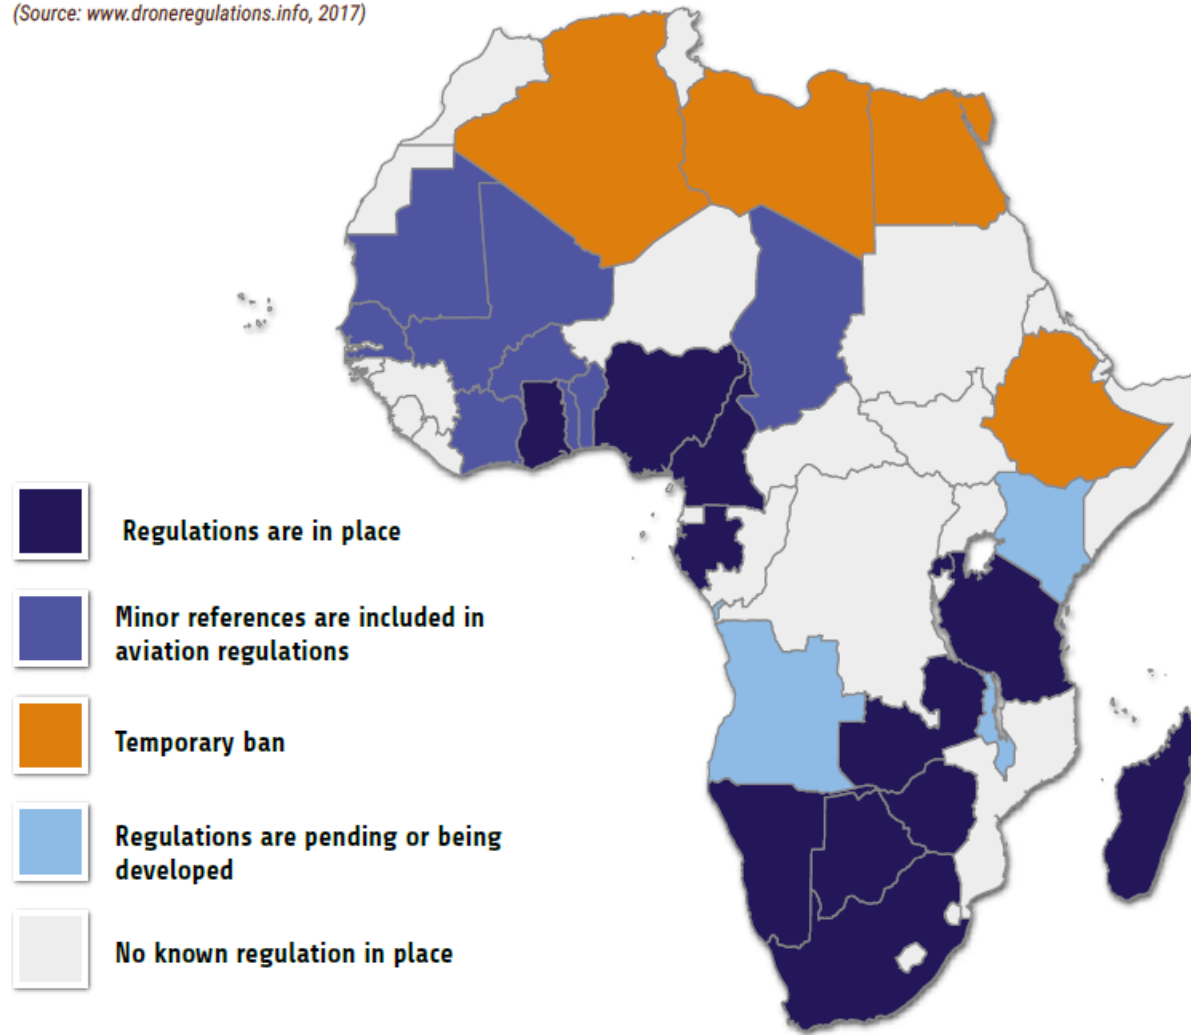 (Source: www.droneregulations.info, 2017)
Regulations are in place
Minor references are included in
aviation regulations
Temporary ban
Regulations are pending or being
developed
No known regulation in place